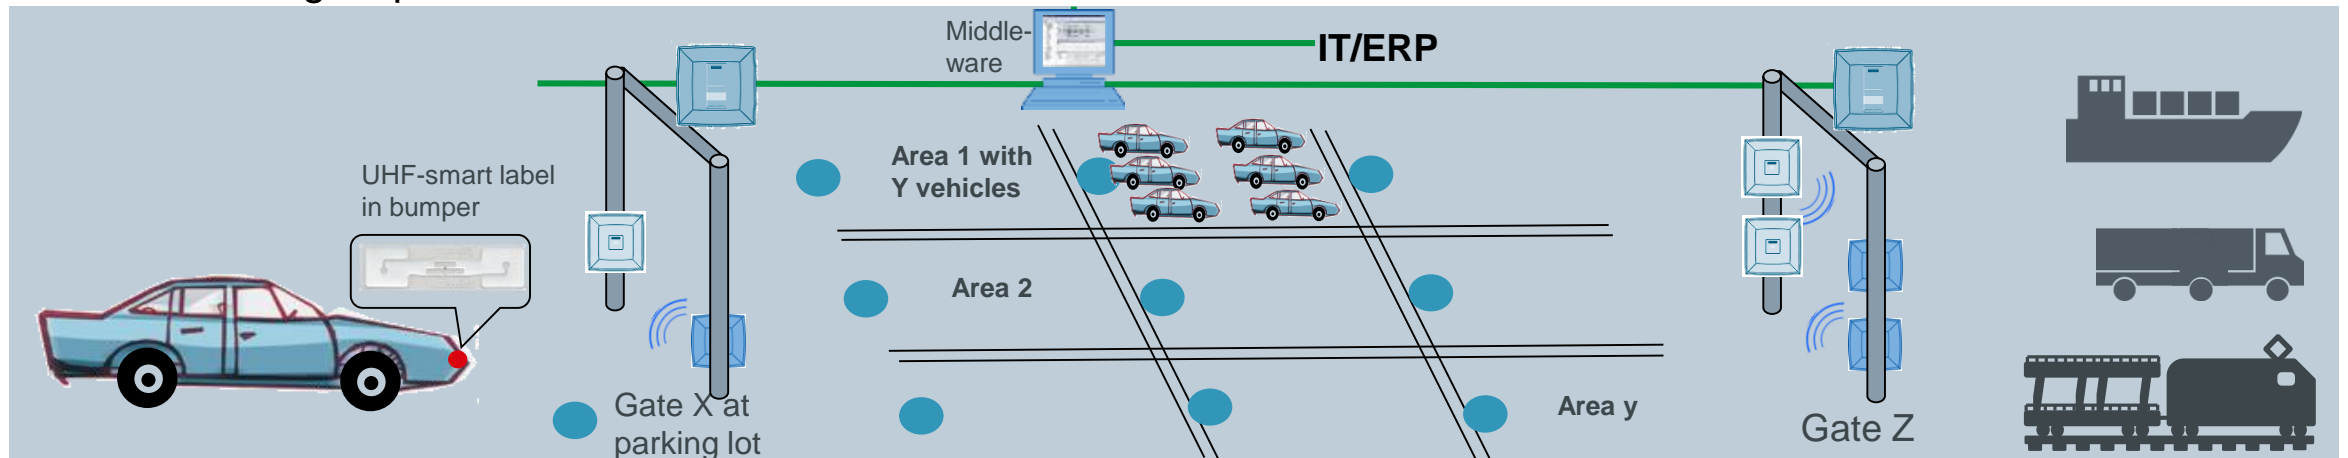 Middle-
ware
IT/ERP
UHF-smart label
in bumper
Area 1 with
Y vehicles
Area 2
Area y
Gate X at
parking lot
Gate Z